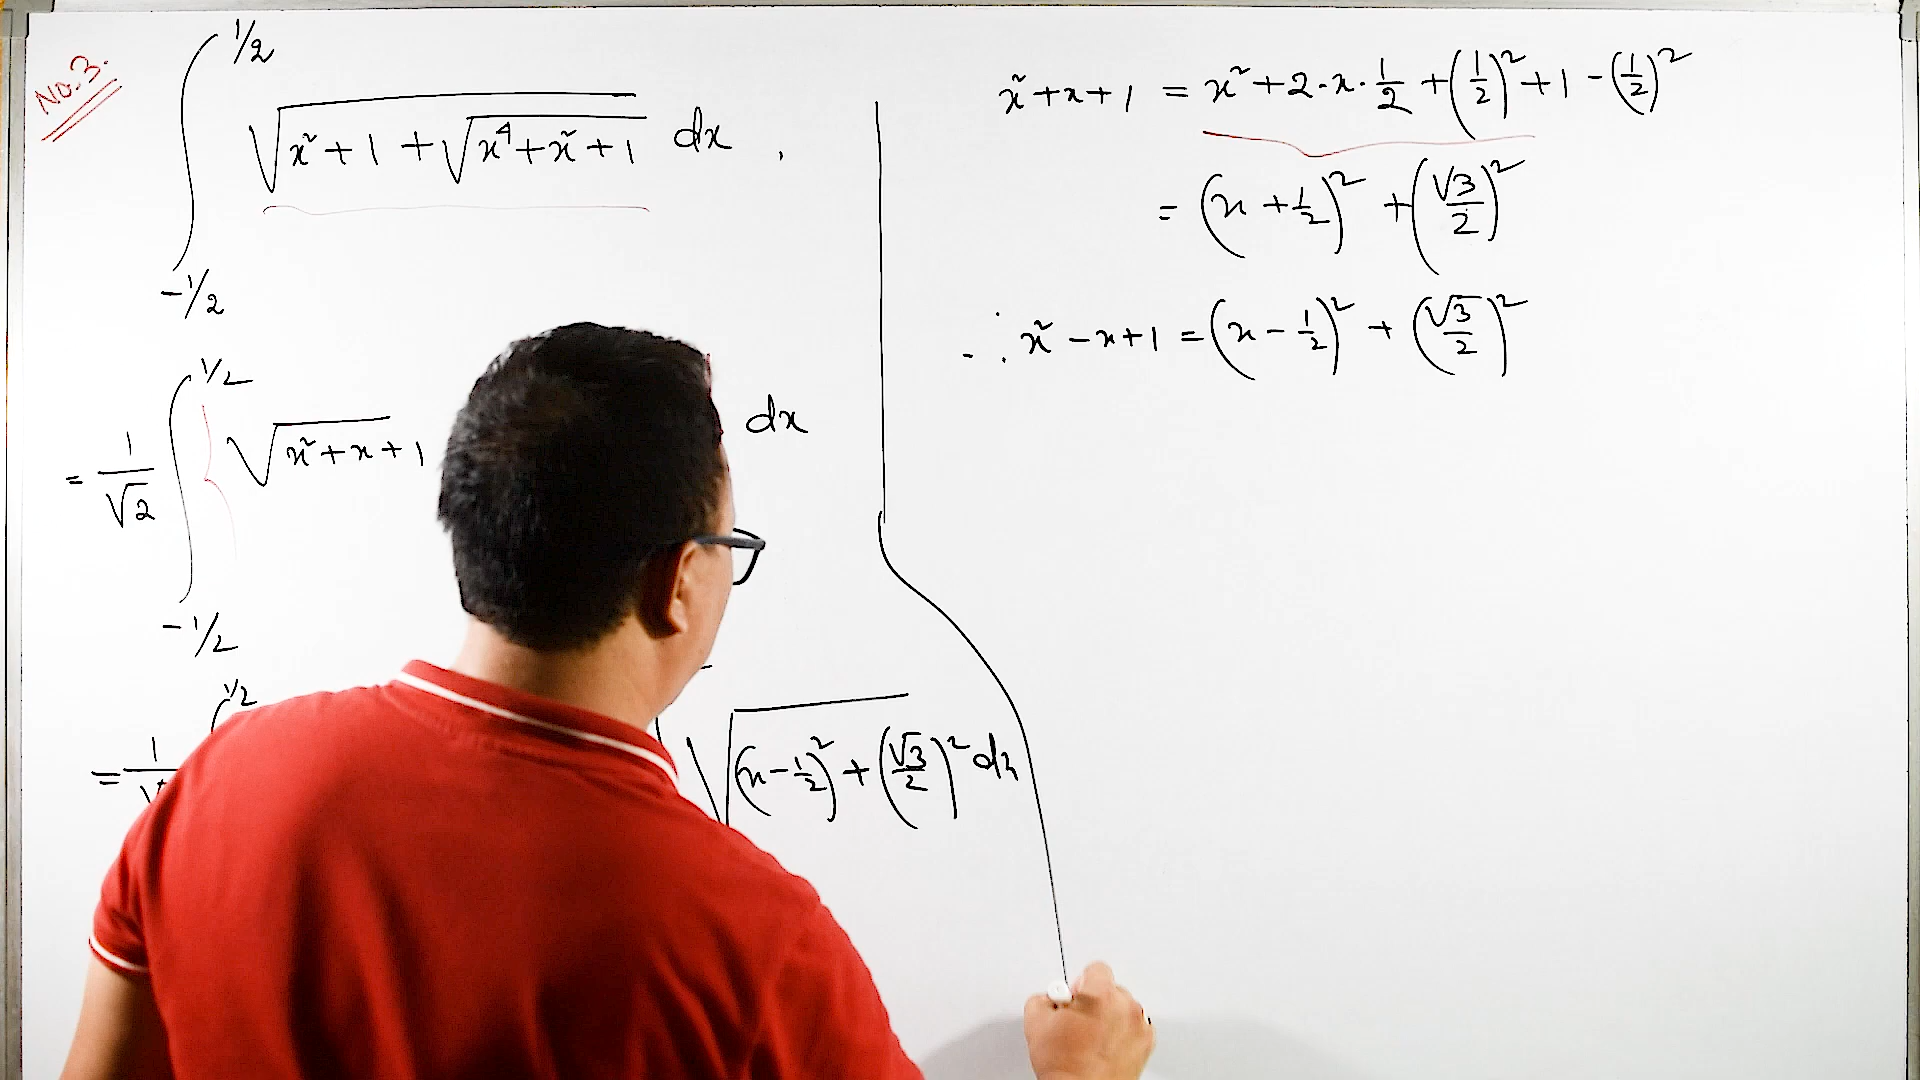 No.3.
∫_{-1/2}^{1/2} √(x²+1+√(x⁴+x²+1)) dx .
= 1/√2 ∫_{-1/2}^{1/2} { √(x²+x+1) dx
= 1/√ 1/2 √((x-1/2)²+(√3/2)²) dx
x²+x+1 = x²+2·x·1/2+(1/2)²+1-(1/2)²
= (x+1/2)²+(√3/2)²
∴ x²-x+1 = (x-1/2)²+(√3/2)²